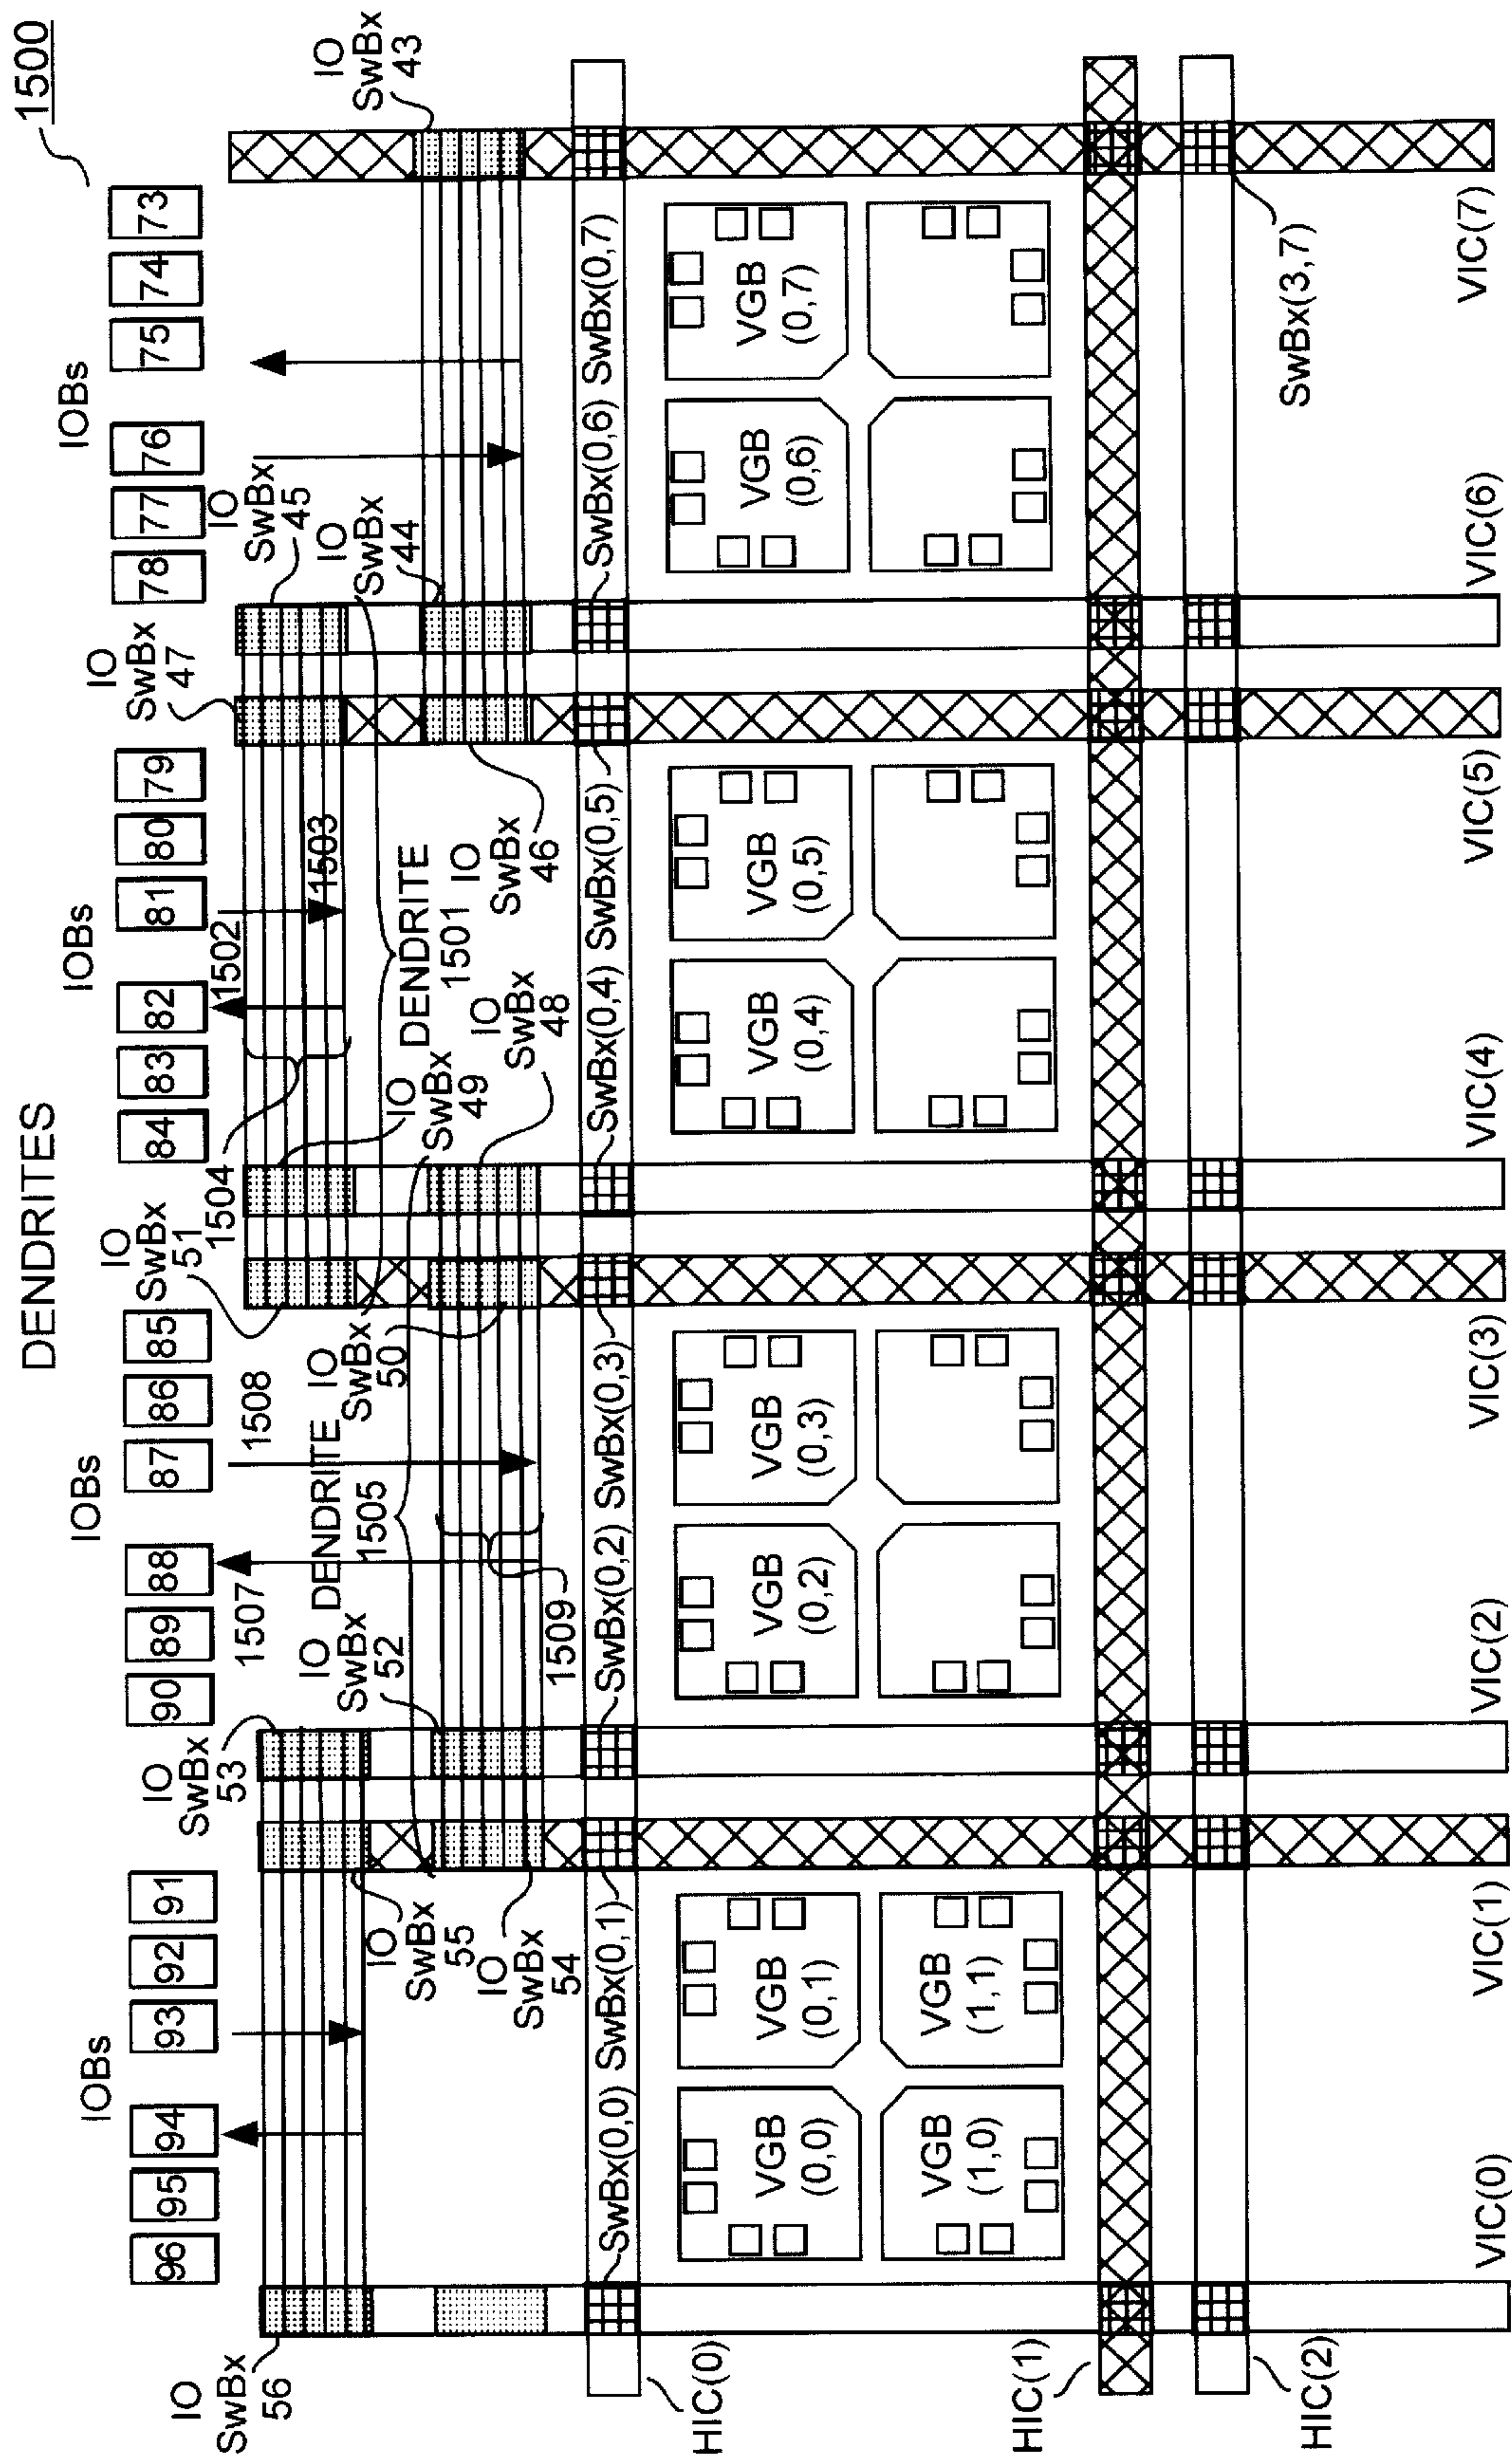 DENDRITES
1500
IOBs
IOBs
IOBs
IOBs
96
95
94
93
92
91
90
89
88
87
86
85
84
83
82
81
80
79
78
77
76
75
74
73
IO
SwBx
56
IO
SwBx
53
IO
SwBx
51
IO
SwBx
47
IO
SwBx
45
IO
SwBx
43
1507
1508
1504
1502
1503
IO
SwBx
55
IO
SwBx
54
IO
SwBx
52
DENDRITE
1505
1509
IO
SwBx
50
IO
SwBx
49
DENDRITE
1501
IO
SwBx
48
IO
SwBx
46
IO
SwBx
44
SwBx(0,0)
SwBx(0,1)
SwBx(0,2)
SwBx(0,3)
SwBx(0,4)
SwBx(0,5)
SwBx(0,6)
SwBx(0,7)
HIC(0)
VGB
(0,0)
VGB
(0,1)
VGB
(0,2)
VGB
(0,3)
VGB
(0,4)
VGB
(0,5)
VGB
(0,6)
VGB
(0,7)
VGB
(1,0)
VGB
(1,1)
HIC(1)
HIC(2)
SwBx(3,7)
VIC(0)
VIC(1)
VIC(2)
VIC(3)
VIC(4)
VIC(5)
VIC(6)
VIC(7)